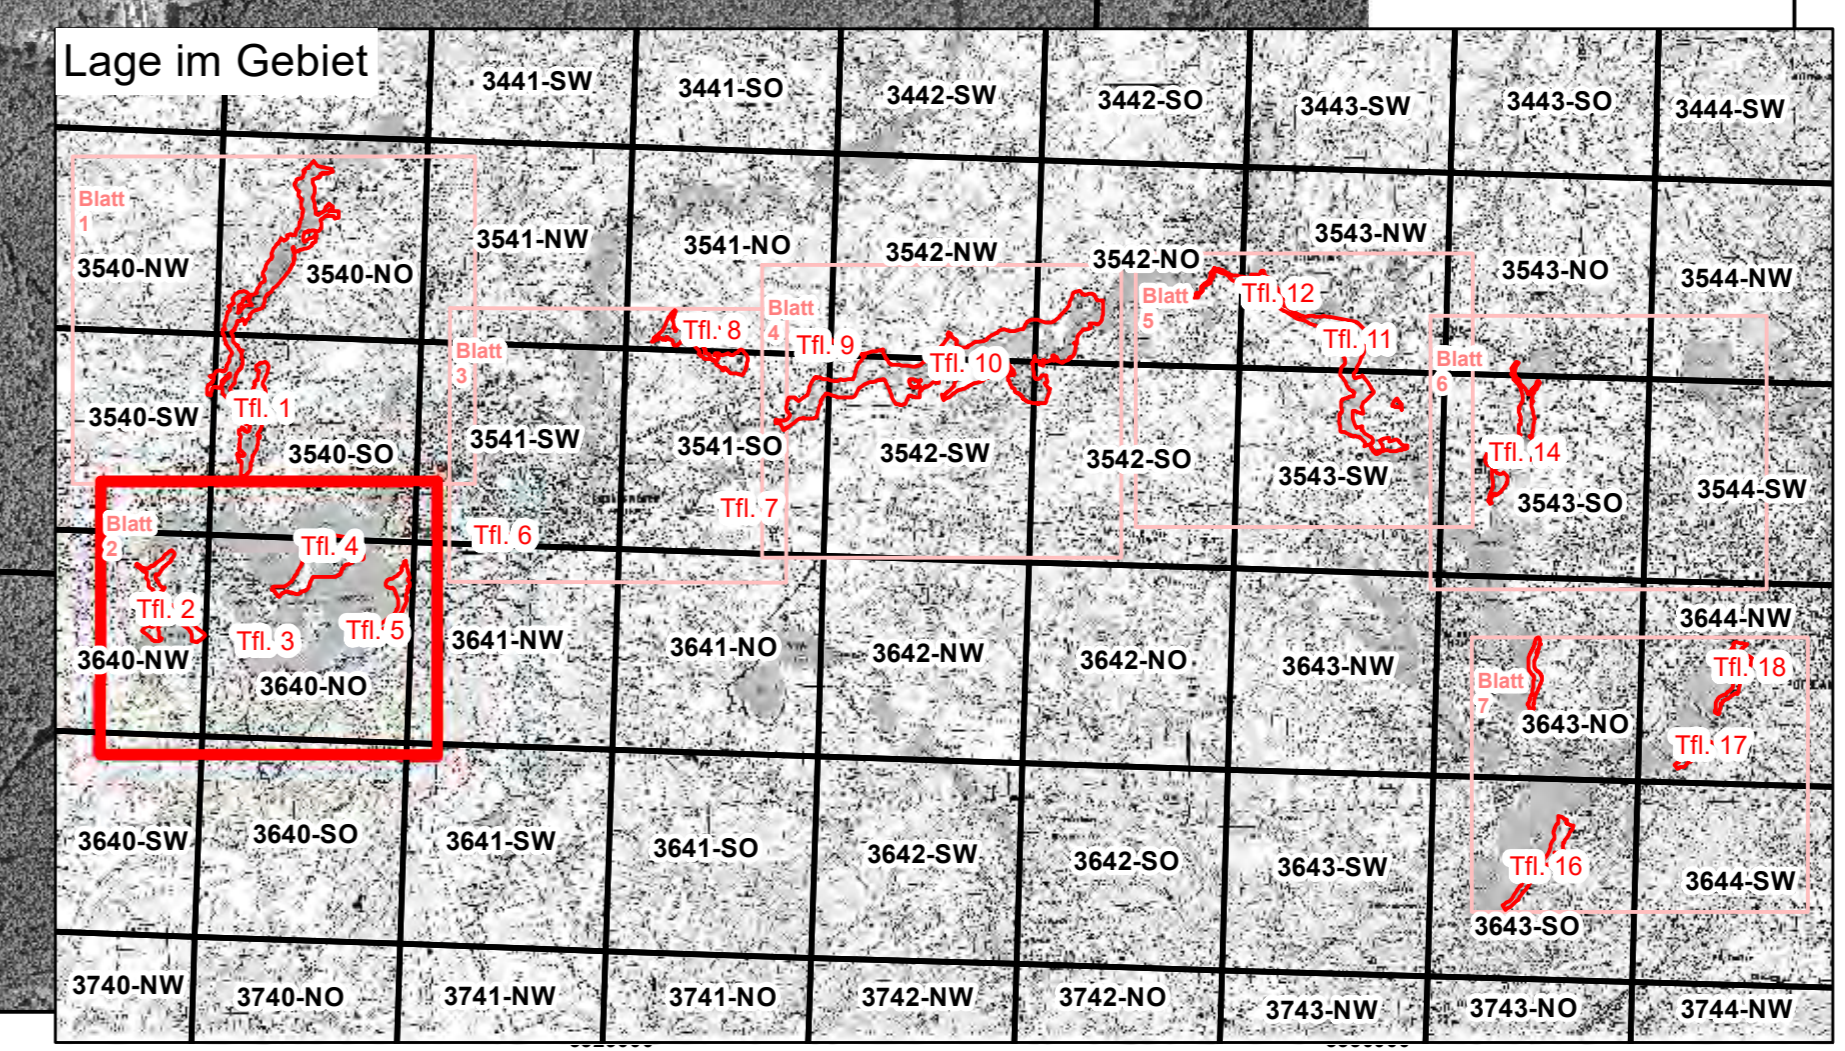 Lage im Gebiet
3441-SW
3441-SO
3442-SW
3442-SO
3443-SW
3443-SO
3444-SW
Blatt
1
3540-NW
3540-NO
3541-NW
3541-NO
3542-NW
3542-NO
3543-NW
3543-NO
3544-NW
Blatt
3
Tfl. 8
Blatt
4
Tfl. 9
Tfl. 10
Blatt
5
Tfl. 12
Tfl. 11
Blatt
6
3540-SW
Tfl. 1
3540-SO
3541-SW
3541-SO
3542-SW
3542-SO
3543-SW
Tfl. 14
3543-SO
3544-SW
Blatt
2
Tfl. 4
Tfl. 6
Tfl. 7
Tfl. 2
Tfl. 3
Tfl. 5
3640-NW
3640-NO
3641-NW
3641-NO
3642-NW
3642-NO
3643-NW
Blatt
7
3643-NO
3644-NW
Tfl. 18
Tfl. 17
3640-SW
3640-SO
3641-SW
3641-SO
3642-SW
3642-SO
3643-SW
Tfl. 16
3643-SO
3644-SW
3740-NW
3740-NO
3741-NW
3741-NO
3742-NW
3742-NO
3743-NW
3743-NO
3744-NW